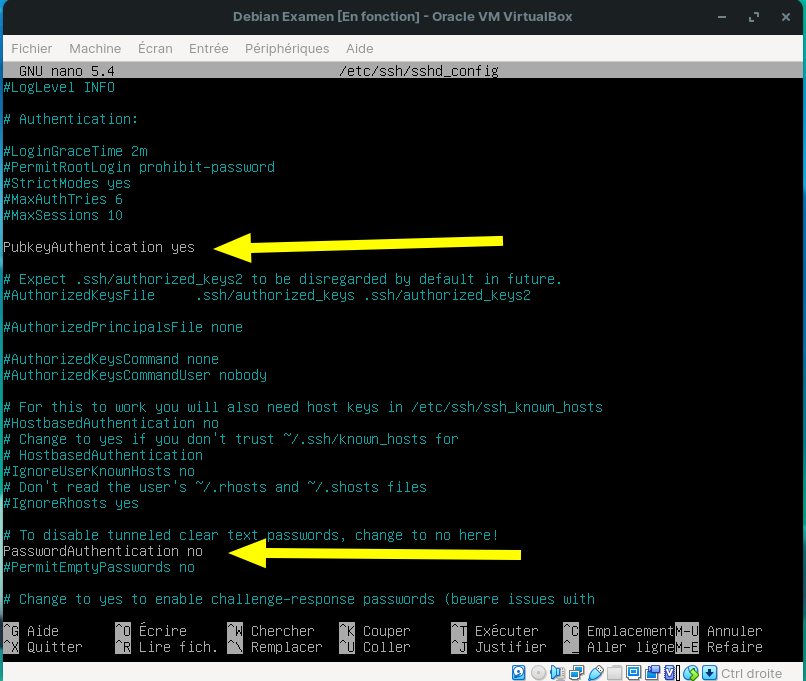 Debian Examen [En fonction] - Oracle VM VirtualBox
Fichier Machine Écran Entrée Périphériques Aide
GNU nano 5.4 /etc/ssh/sshd_config
#LogLevel INFO
# Authentication:
#LoginGraceTime 2m
#PermitRootLogin prohibit-password
#StrictModes yes
#MaxAuthTries 6
#MaxSessions 10
PubkeyAuthentication yes
# Expect .ssh/authorized_keys2 to be disregarded by default in future.
#AuthorizedKeysFile .ssh/authorized_keys .ssh/authorized_keys2
#AuthorizedPrincipalsFile none
#AuthorizedKeysCommand none
#AuthorizedKeysCommandUser nobody
# For this to work you will also need host keys in /etc/ssh/ssh_known_hosts
#HostbasedAuthentication no
# Change to yes if you don't trust ~/.ssh/known_hosts for
# HostbasedAuthentication
#IgnoreUserKnownHosts no
# Don't read the user's ~/.rhosts and ~/.shosts files
#IgnoreRhosts yes
# To disable tunneled clear text passwords, change to no here!
PasswordAuthentication no
#PermitEmptyPasswords no
# Change to yes to enable challenge-response passwords (beware issues with
^G Aide ^O Écrire ^W Chercher ^K Couper ^T Exécuter ^C Emplacement M-U Annuler
^X Quitter ^R Lire fich. ^\ Remplacer ^U Coller ^J Justifier ^_ Aller ligne M-E Refaire
Ctrl droite